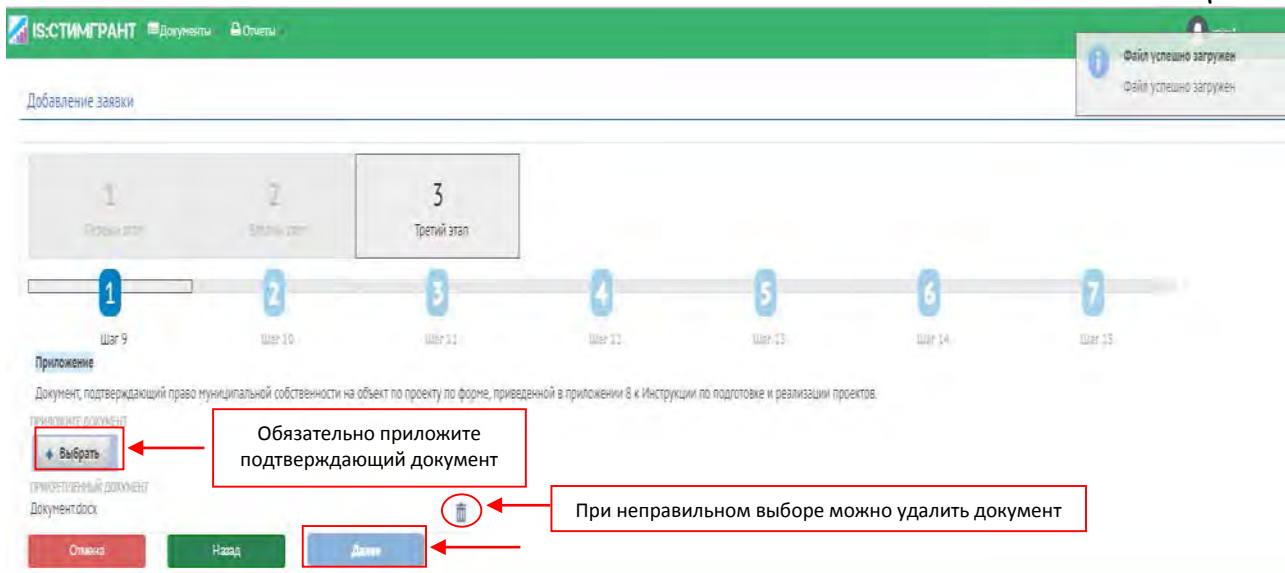 IS:СТИМГРАНТ Документы Отчеты
Файл успешно загружен
Файл успешно загружен
Добавление заявки
1 2 3
Первый этап Второй этап Третий этап
1 2 3 4 5 6 7
Шаг 9 Шаг 10 Шаг 11 Шаг 12 Шаг 13 Шаг 14 Шаг 15
Приложение
Документ, подтверждающий право муниципальной собственности на объект по проекту по форме, приведенной в приложении 8 к Инструкции по подготовке и реализации проектов.
ПРИЛОЖИТЕ ДОКУМЕНТ
Выбрать
Обязательно приложите
подтверждающий документ
ПРИКРЕПЛЕННЫЙ ДОКУМЕНТ
Документ.docx
При неправильном выборе можно удалить документ
Отмена Назад Далее